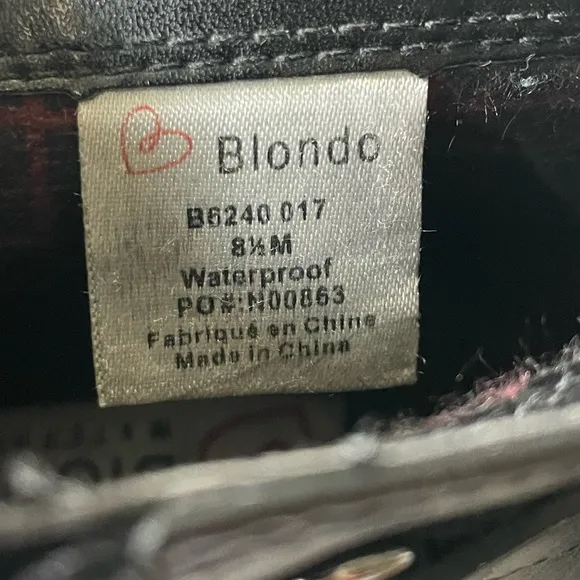 Blondo
B6240 017
8½M
Waterproof
PO#:N00863
Fabriqué en Chine
Made in China